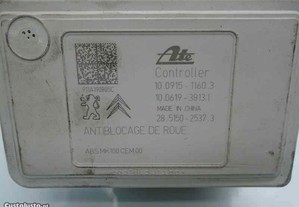 Ate
Controller
10.0915-1160.3
10.0619-3813.1
MADE IN CHINA
28.5150-2537.3
ANTIBLOCAGE DE ROUE